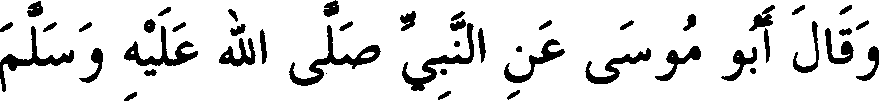 وَقَالَ أَبُو مُوسَى عَنِ النَّبِيِّ صَلَّى الله عَلَيْهِ وَسَلَّمَ